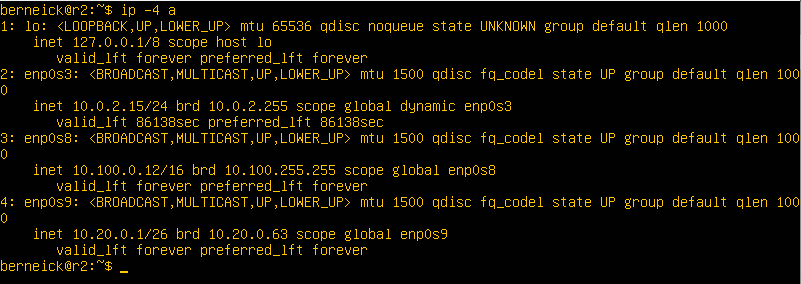 berneick@r2:~$ ip -4 a
1: lo: <LOOPBACK,UP,LOWER_UP> mtu 65536 qdisc noqueue state UNKNOWN group default qlen 1000
    inet 127.0.0.1/8 scope host lo
       valid_lft forever preferred_lft forever
2: enp0s3: <BROADCAST,MULTICAST,UP,LOWER_UP> mtu 1500 qdisc fq_codel state UP group default qlen 100
0
    inet 10.0.2.15/24 brd 10.0.2.255 scope global dynamic enp0s3
       valid_lft 86138sec preferred_lft 86138sec
3: enp0s8: <BROADCAST,MULTICAST,UP,LOWER_UP> mtu 1500 qdisc fq_codel state UP group default qlen 100
0
    inet 10.100.0.12/16 brd 10.100.255.255 scope global enp0s8
       valid_lft forever preferred_lft forever
4: enp0s9: <BROADCAST,MULTICAST,UP,LOWER_UP> mtu 1500 qdisc fq_codel state UP group default qlen 100
0
    inet 10.20.0.1/26 brd 10.20.0.63 scope global enp0s9
       valid_lft forever preferred_lft forever
berneick@r2:~$ _